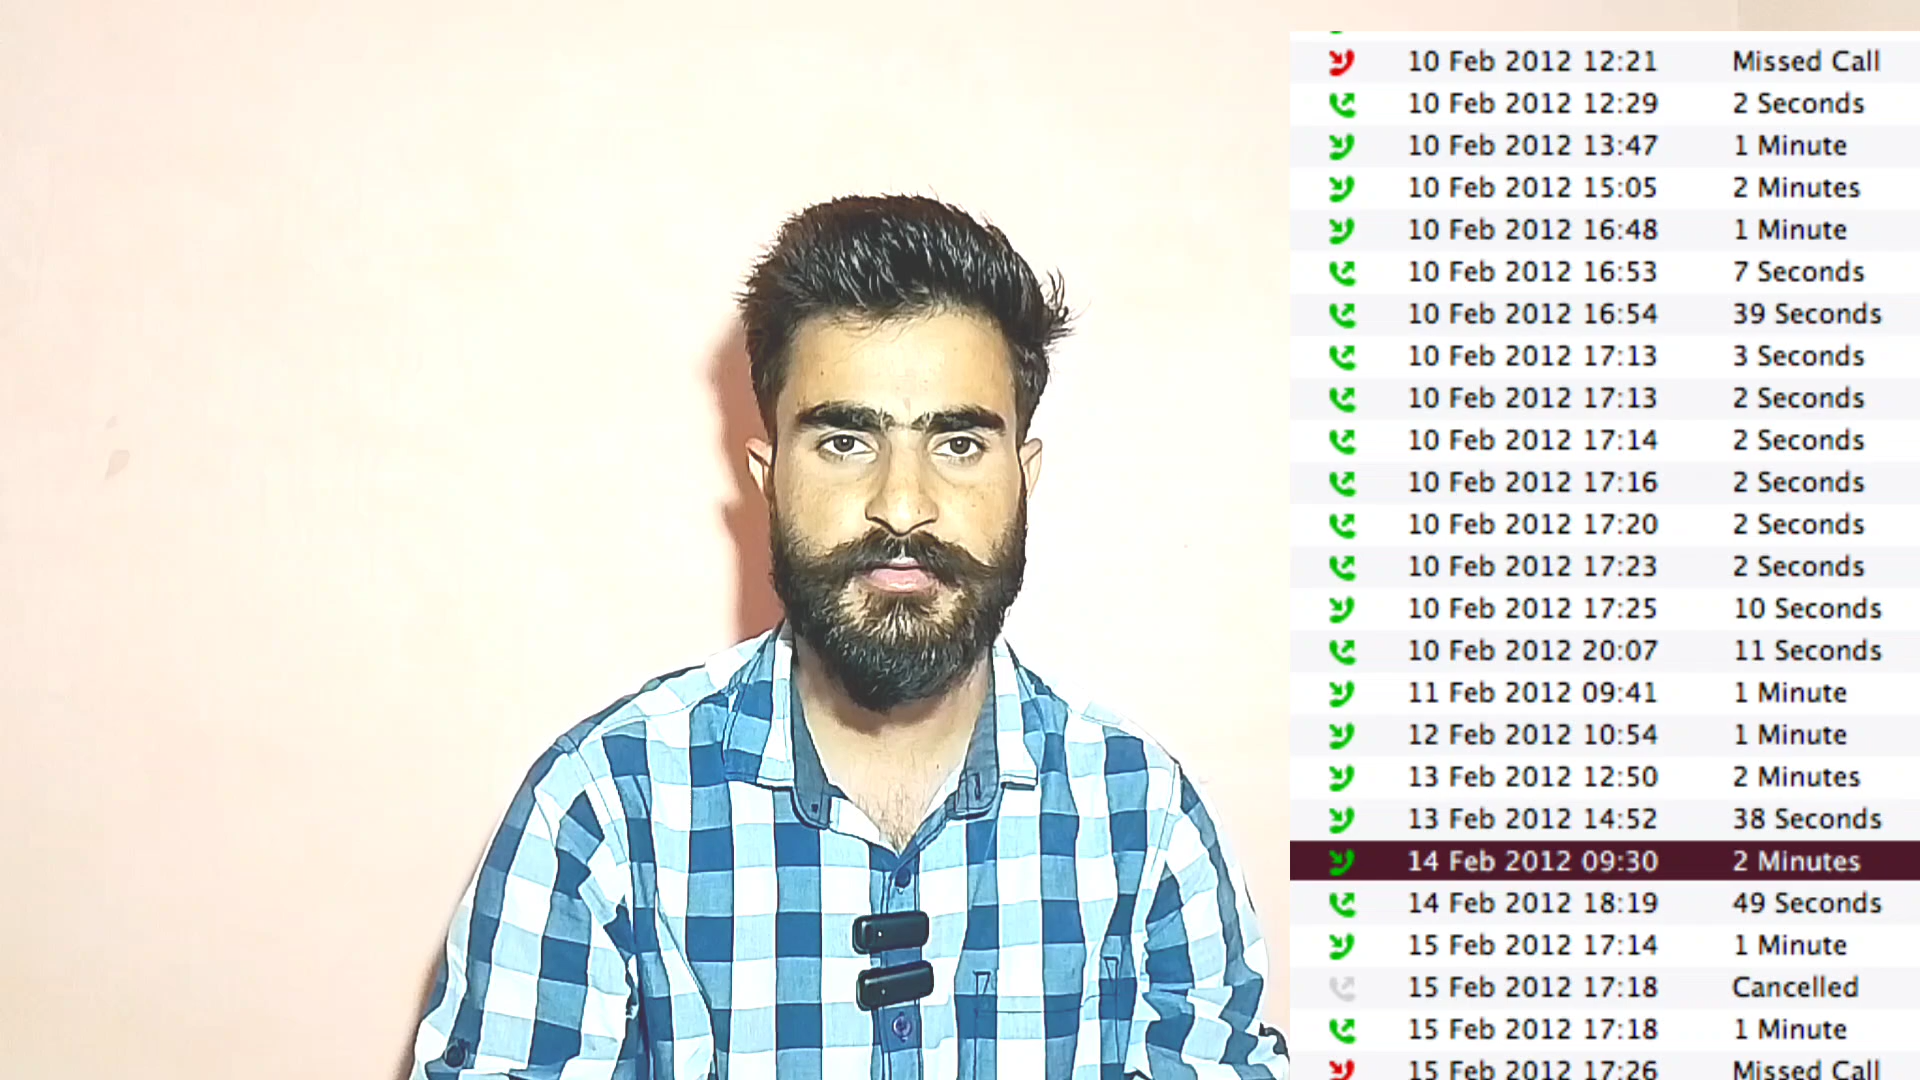 10 Feb 2012 12:21 Missed Call
10 Feb 2012 12:29 2 Seconds
10 Feb 2012 13:47 1 Minute
10 Feb 2012 15:05 2 Minutes
10 Feb 2012 16:48 1 Minute
10 Feb 2012 16:53 7 Seconds
10 Feb 2012 16:54 39 Seconds
10 Feb 2012 17:13 3 Seconds
10 Feb 2012 17:13 2 Seconds
10 Feb 2012 17:14 2 Seconds
10 Feb 2012 17:16 2 Seconds
10 Feb 2012 17:20 2 Seconds
10 Feb 2012 17:23 2 Seconds
10 Feb 2012 17:25 10 Seconds
10 Feb 2012 20:07 11 Seconds
11 Feb 2012 09:41 1 Minute
12 Feb 2012 10:54 1 Minute
13 Feb 2012 12:50 2 Minutes
13 Feb 2012 14:52 38 Seconds
14 Feb 2012 09:30 2 Minutes
14 Feb 2012 18:19 49 Seconds
15 Feb 2012 17:14 1 Minute
15 Feb 2012 17:18 Cancelled
15 Feb 2012 17:18 1 Minute
15 Feb 2012 17:26 Missed Call